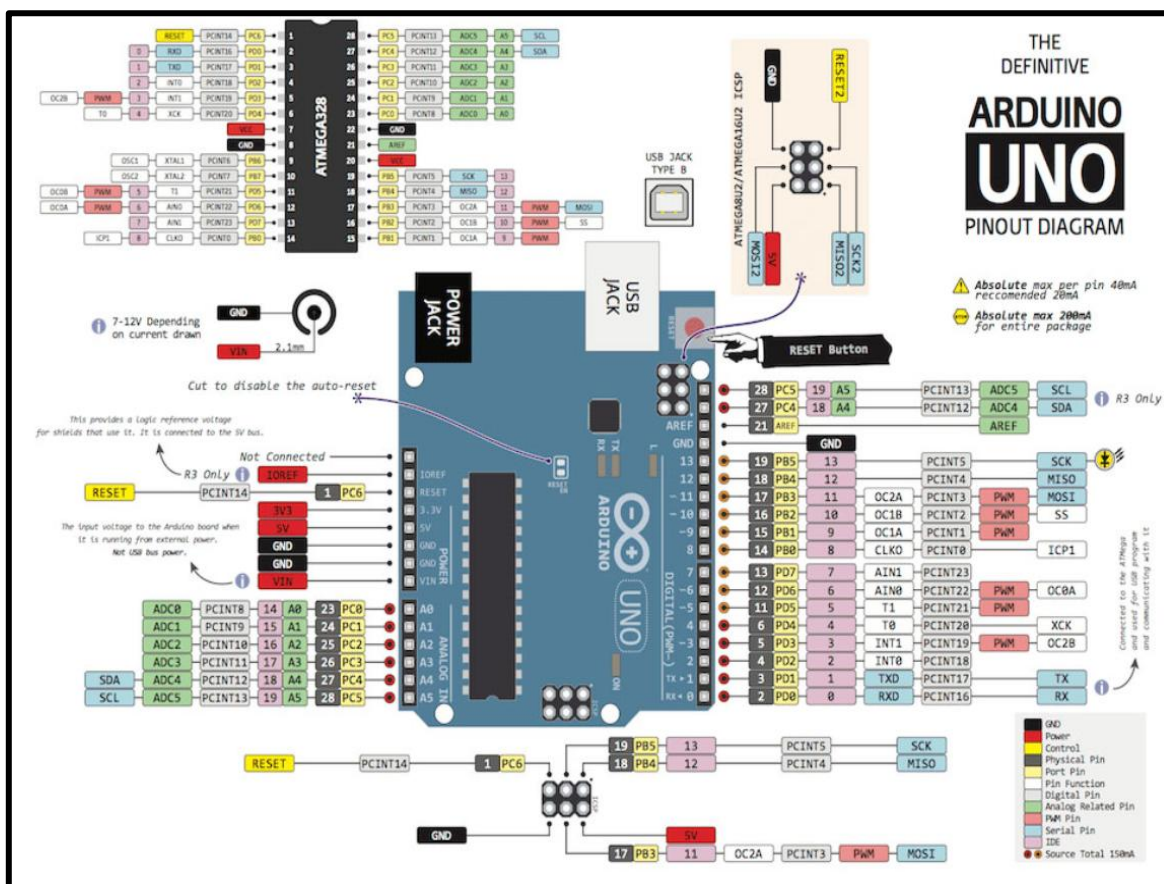 THE
DEFINITIVE
ARDUINO
UNO
PINOUT DIAGRAM
Absolute max per pin 40mA
reccomended 20mA
Absolute max 200mA
for entire package
ATMEGA328
RESET PCINT14 PC6 1
0 RXD PCINT16 PD0 2
1 TXD PCINT17 PD1 3
2 INT0 PCINT18 PD2 4
OC2B PWM 3 INT1 PCINT19 PD3 5
T0 4 XCK PCINT20 PD4 6
VCC 7
GND 8
OSC1 XTAL1 PCINT6 PB6 9
OSC2 XTAL2 PCINT7 PB7 10
OC0B PWM 5 T1 PCINT21 PD5 11
OC0A PWM 6 AIN0 PCINT22 PD6 12
7 AIN1 PCINT23 PD7 13
ICP1 8 CLKO PCINT0 PB0 14
28 PC5 PCINT13 ADC5 A5 SCL
27 PC4 PCINT12 ADC4 A4 SDA
26 PC3 PCINT11 ADC3 A3
25 PC2 PCINT10 ADC2 A2
24 PC1 PCINT9 ADC1 A1
23 PC0 PCINT8 ADC0 A0
22 GND
21 AREF
20 VCC
19 PB5 PCINT5 SCK 13
18 PB4 PCINT4 MISO 12
17 PB3 PCINT3 OC2A 11 PWM MOSI
16 PB2 PCINT2 OC1B 10 PWM SS
15 PB1 PCINT1 OC1A 9 PWM
USB JACK
TYPE B
ATMEGA8U2/ATMEGA16U2 ICSP
GND
RESET2
MOSI2
5V
MISO2
SCK2
GND
VIN
2.1mm
7-12V Depending
on current drawn
POWER
JACK
USB
JACK
RESET
RESET Button
Cut to disable the auto-reset
This provides a logic reference voltage
for shields that use it. It is connected to the 5V bus.
Not Connected
R3 Only IOREF
RESET PCINT14 1 PC6
3V3
5V
GND
GND
VIN
The input voltage to the Arduino board when
it is running from external power.
Not USB bus power.
ADC0 PCINT8 14 A0 23 PC0
ADC1 PCINT9 15 A1 24 PC1
ADC2 PCINT10 16 A2 25 PC2
ADC3 PCINT11 17 A3 26 PC3
SDA ADC4 PCINT12 18 A4 27 PC4
SCL ADC5 PCINT13 19 A5 28 PC5
IOREF
RESET
3.3V
5V
GND
GND
VIN
POWER
A0
A1
A2
A3
A4
A5
ANALOG IN
RESET
EN
RX
TX
L
ARDUINO
UNO
ON
ICSP
AREF
GND
13
12
~11
~10
~9
8
7
~6
~5
4
~3
2
TX 1
RX 0
DIGITAL (PWM~)
28 PC5 19 A5 PCINT13 ADC5 SCL
27 PC4 18 A4 PCINT12 ADC4 SDA
R3 Only
21 AREF AREF
GND
19 PB5 13 PCINT5 SCK
18 PB4 12 PCINT4 MISO
17 PB3 11 OC2A PCINT3 PWM MOSI
16 PB2 10 OC1B PCINT2 PWM SS
15 PB1 9 OC1A PCINT1 PWM
14 PB0 8 CLKO PCINT0 ICP1
13 PD7 7 AIN1 PCINT23
12 PD6 6 AIN0 PCINT22 PWM OC0A
11 PD5 5 T1 PCINT21 PWM
6 PD4 4 T0 PCINT20 XCK
5 PD3 3 INT1 PCINT19 PWM OC2B
4 PD2 2 INT0 PCINT18
3 PD1 1 TXD PCINT17 TX
2 PD0 0 RXD PCINT16 RX
Connected to the ATMega
and used for USB program
and communicating with it
19 PB5 13 PCINT5 SCK
18 PB4 12 PCINT4 MISO
RESET PCINT14 1 PC6
ICSP
GND
5V
17 PB3 11 OC2A PCINT3 PWM MOSI
GND
Power
Control
Physical Pin
Port Pin
Pin Function
Digital Pin
Analog Related Pin
PWM Pin
Serial Pin
IDE
Source Total 150mA